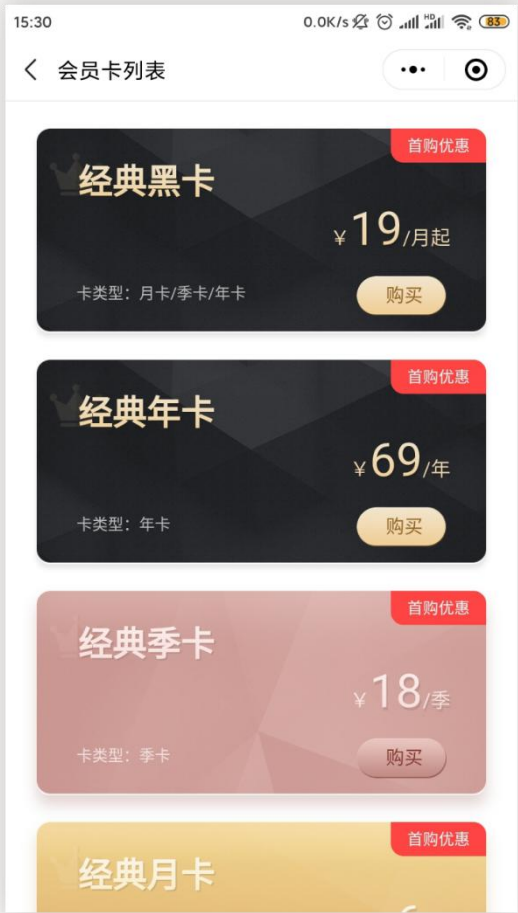 15:30
0.0K/s HD 83
会员卡列表
首购优惠
经典黑卡
¥19/月起
卡类型：月卡/季卡/年卡
购买
首购优惠
经典年卡
¥69/年
卡类型：年卡
购买
首购优惠
经典季卡
¥18/季
卡类型：季卡
购买
首购优惠
经典月卡